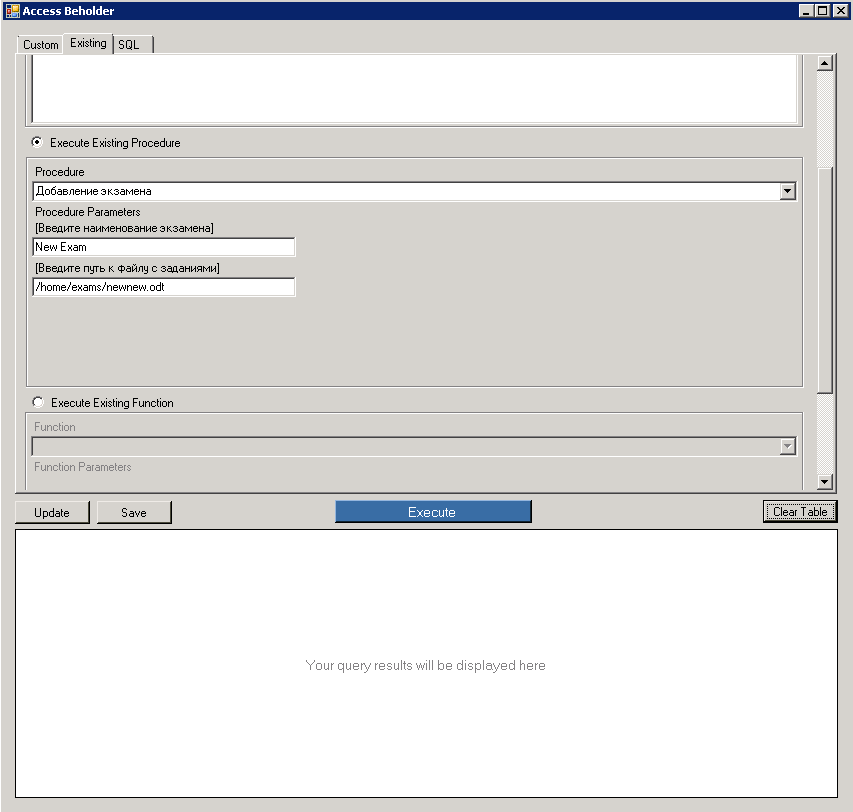 Access Beholder
Custom Existing SQL
Execute Existing Procedure
Procedure
Добавление экзамена
Procedure Parameters
[Введите наименование экзамена]
New Exam
[Введите путь к файлу с заданиями]
/home/exams/newnew.odt
Execute Existing Function
Function
Function Parameters
Update Save Execute Clear Table
Your query results will be displayed here